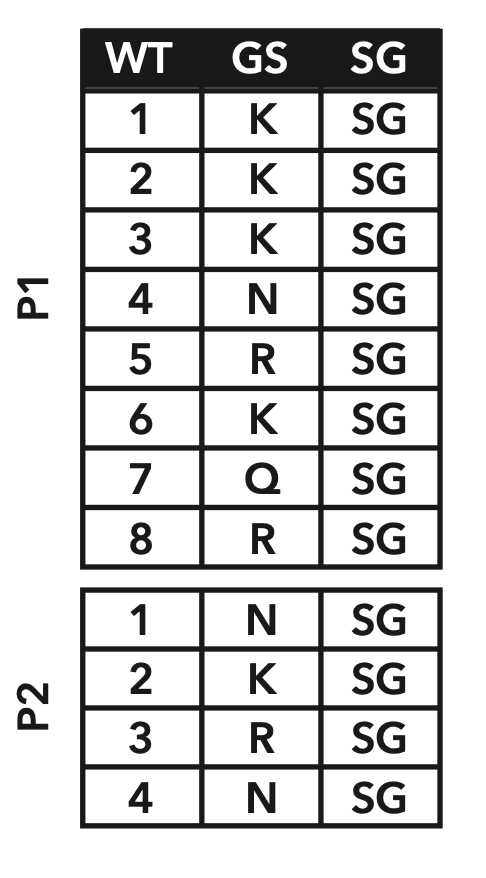 WT GS SG
1 K SG
2 K SG
3 K SG
4 N SG
5 R SG
6 K SG
7 Q SG
8 R SG
P1
1 N SG
2 K SG
3 R SG
4 N SG
P2